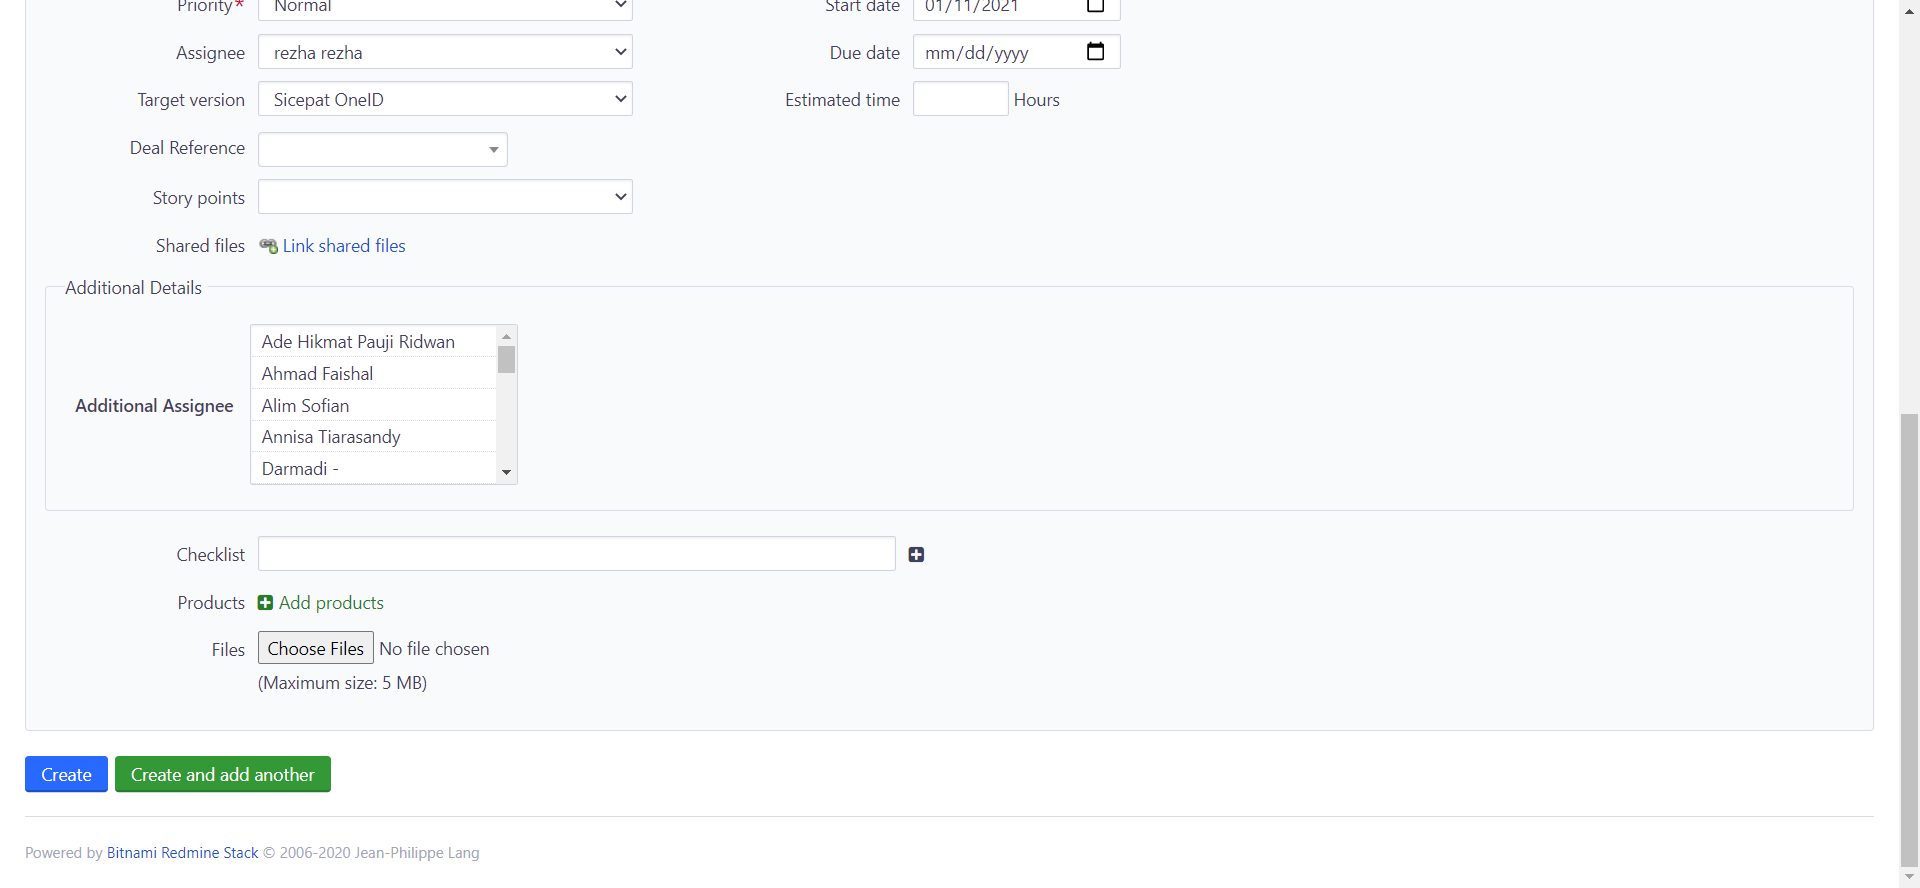 Priority* Normal Start date 01/11/2021
Assignee rezha rezha Due date mm/dd/yyyy
Target version Sicepat OneID Estimated time Hours
Deal Reference
Story points
Shared files Link shared files
Additional Details
Ade Hikmat Pauji Ridwan
Ahmad Faishal
Additional Assignee Alim Sofian
Annisa Tiarasandy
Darmadi -
Checklist
Products Add products
Files Choose Files No file chosen
(Maximum size: 5 MB)
Create Create and add another
Powered by Bitnami Redmine Stack © 2006-2020 Jean-Philippe Lang